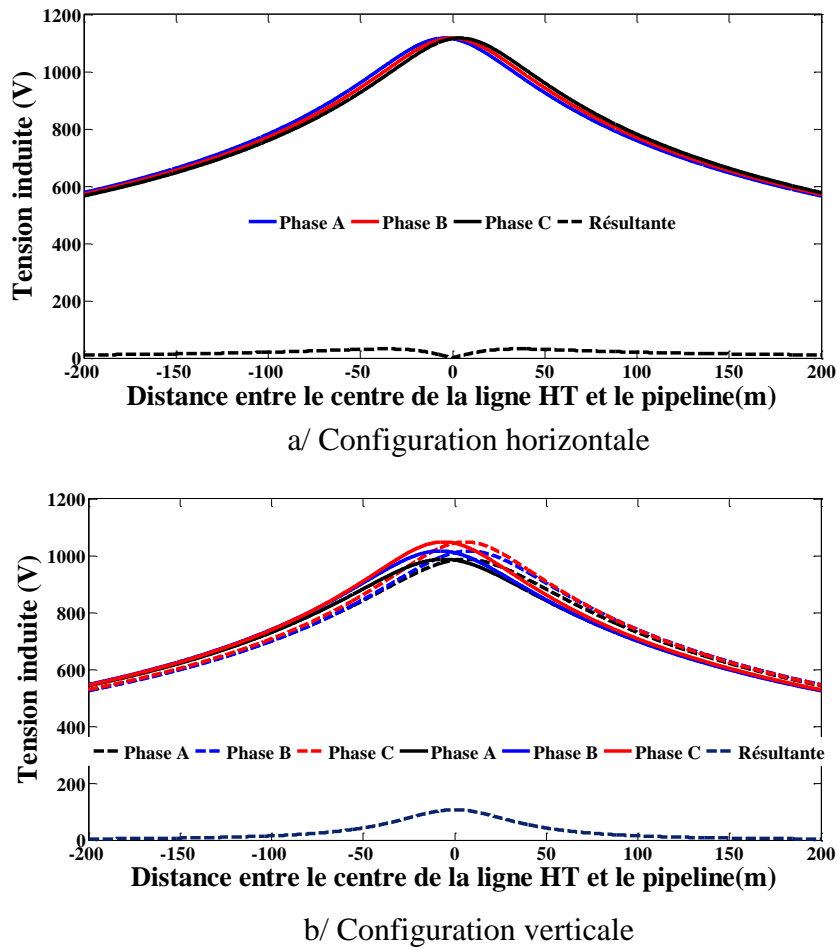 1200
1000
800
600
400
200
0
Tension induite (V)
Phase A Phase B Phase C Résultante
-200 -150 -100 -50 0 50 100 150 200
Distance entre le centre de la ligne HT et le pipeline(m)
a/ Configuration horizontale
1200
1000
800
600
400
200
0
Tension induite (V)
Phase A Phase B Phase C Phase A Phase B Phase C Résultante
-200 -150 -100 -50 0 50 100 150 200
Distance entre le centre de la ligne HT et le pipeline(m)
b/ Configuration verticale